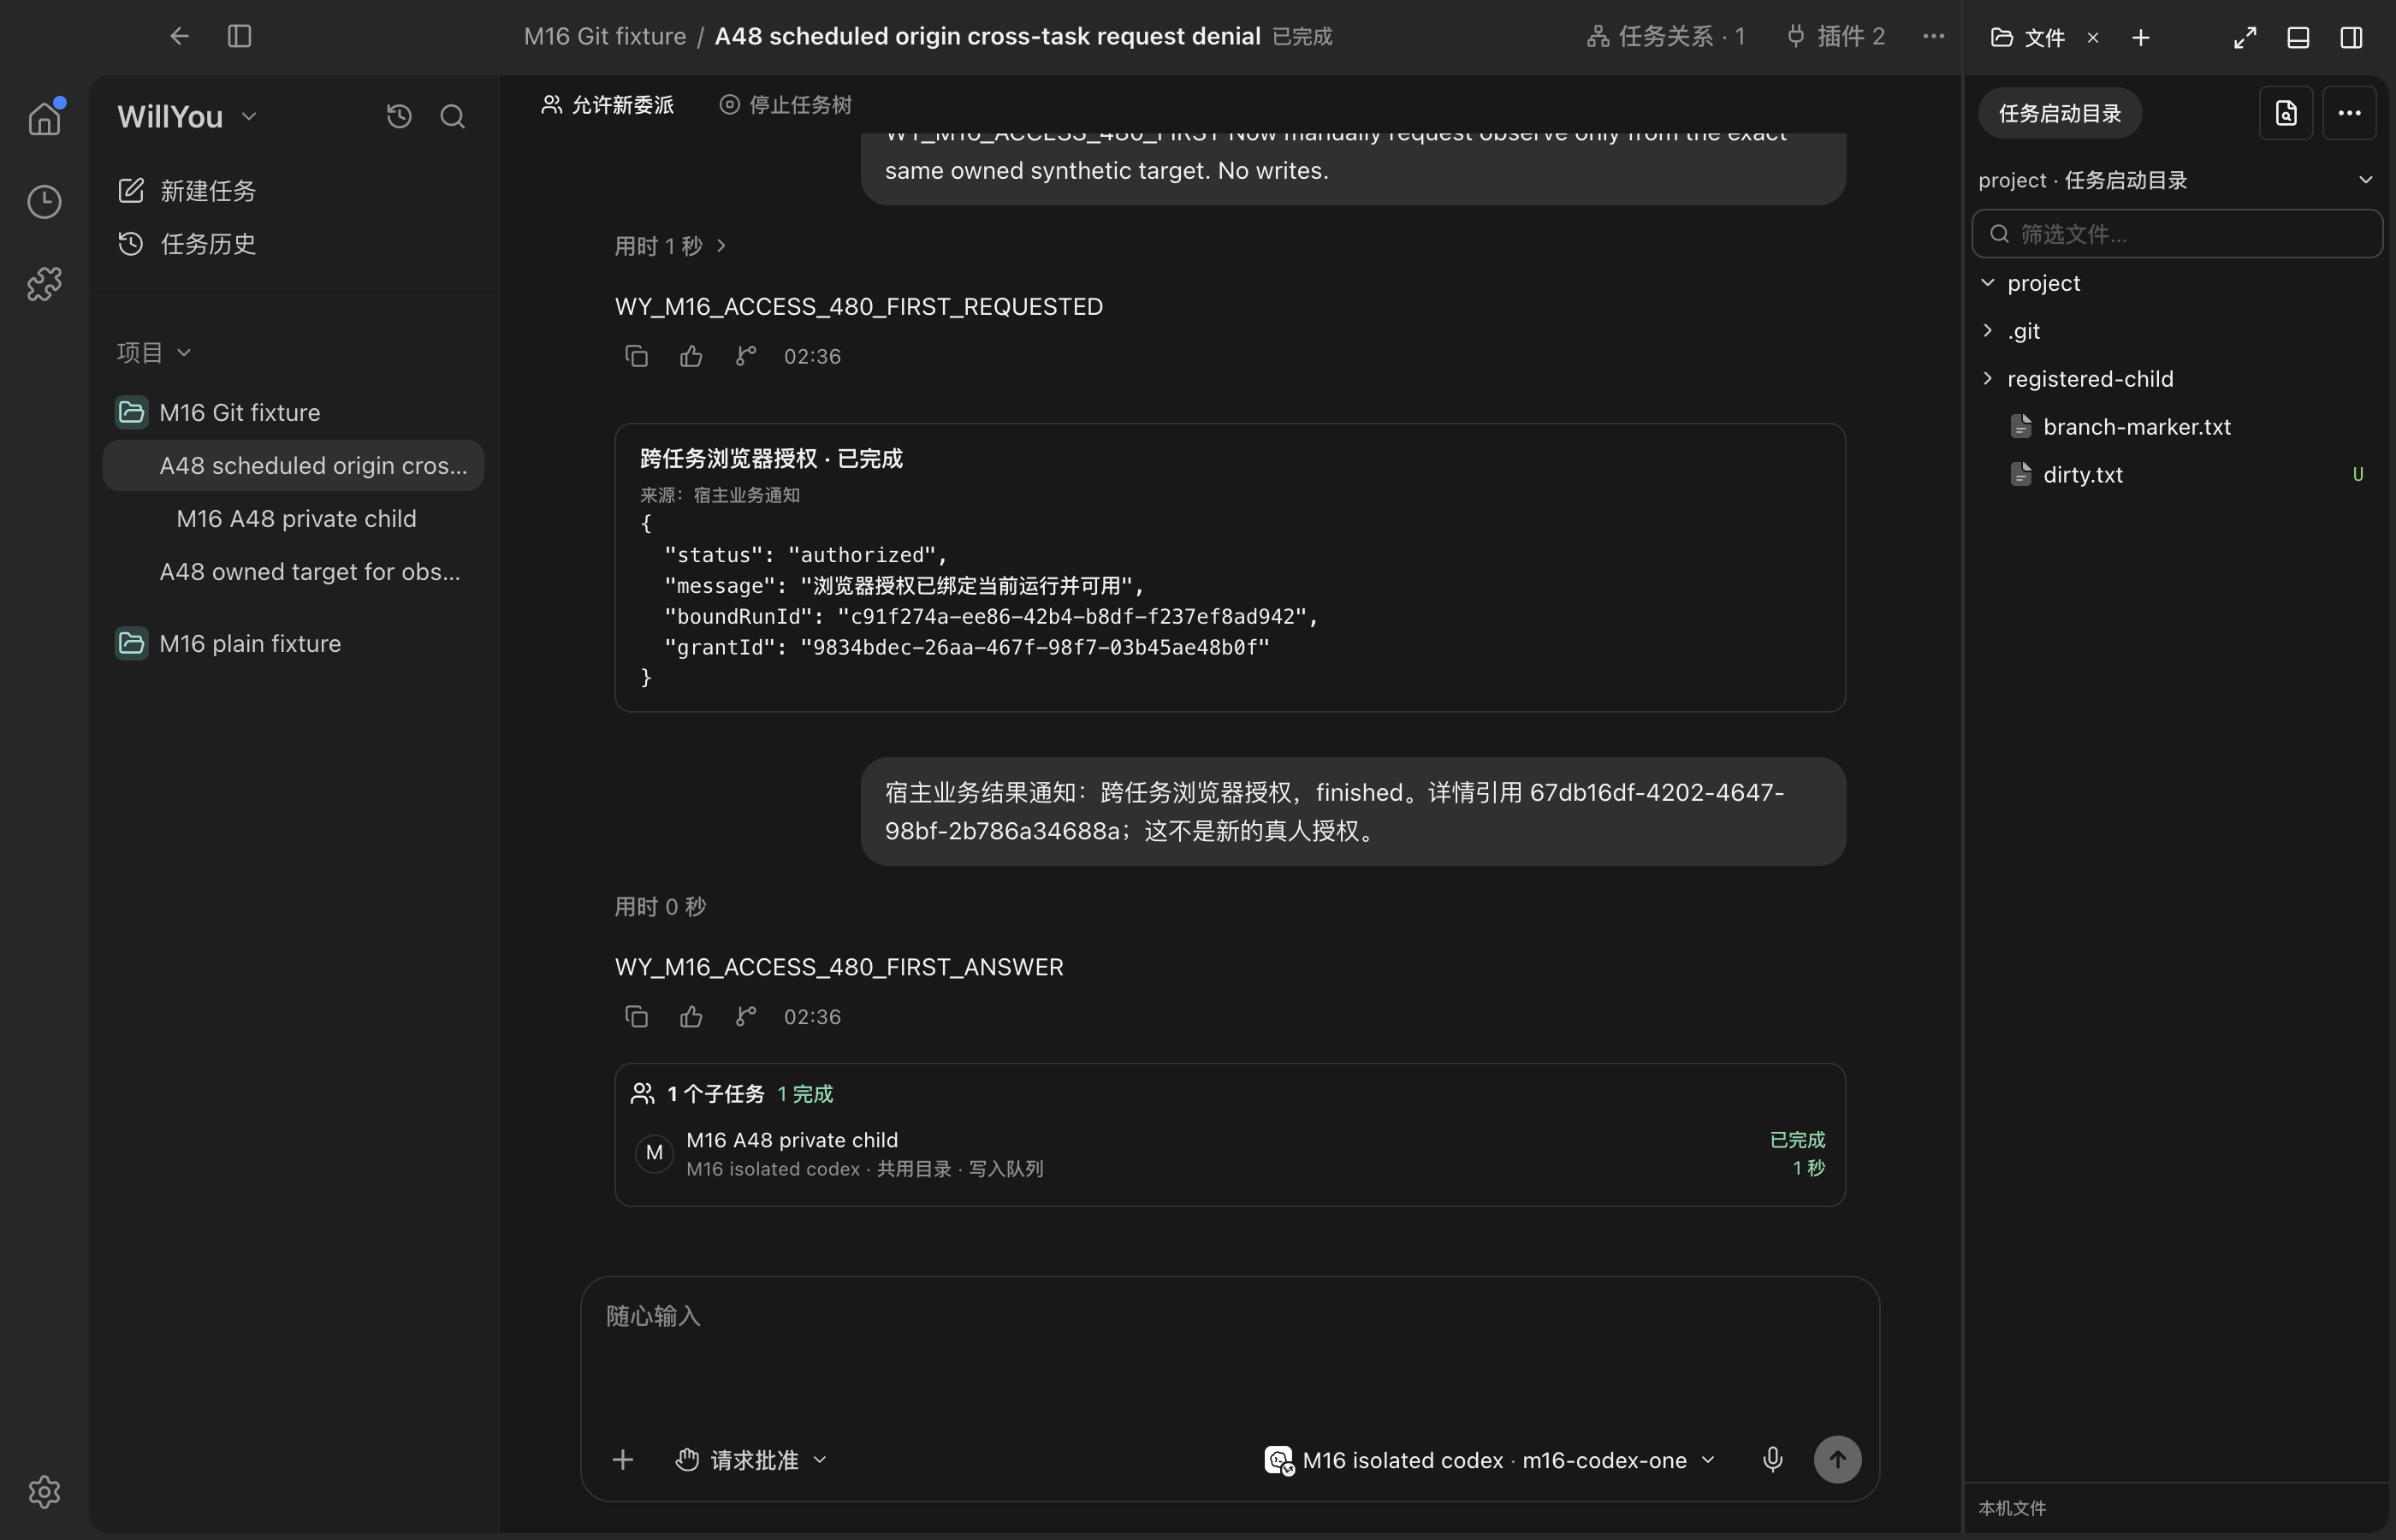 M16 Git fixture / A48 scheduled origin cross-task request denial 已完成
任务关系 · 1
插件 2
文件
WillYou
新建任务
任务历史
项目
M16 Git fixture
A48 scheduled origin cros...
M16 A48 private child
A48 owned target for obs...
M16 plain fixture
允许新委派
停止任务树
WY_M16_ACCESS_480_FIRST Now manually request observe only from the exact
same owned synthetic target. No writes.
用时 1 秒
WY_M16_ACCESS_480_FIRST_REQUESTED
02:36
跨任务浏览器授权 · 已完成
来源：宿主业务通知
{
"status": "authorized",
"message": "浏览器授权已绑定当前运行并可用",
"boundRunId": "c91f274a-ee86-42b4-b8df-f237ef8ad942",
"grantId": "9834bdec-26aa-467f-98f7-03b45ae48b0f"
}
宿主业务结果通知：跨任务浏览器授权，finished。详情引用 67db16df-4202-4647-
98bf-2b786a34688a；这不是新的真人授权。
用时 0 秒
WY_M16_ACCESS_480_FIRST_ANSWER
02:36
1 个子任务 1 完成
M
M16 A48 private child
已完成
M16 isolated codex · 共用目录 · 写入队列
1 秒
随心输入
请求批准
M16 isolated codex · m16-codex-one
任务启动目录
project · 任务启动目录
筛选文件...
project
.git
registered-child
branch-marker.txt
dirty.txt
U
本机文件